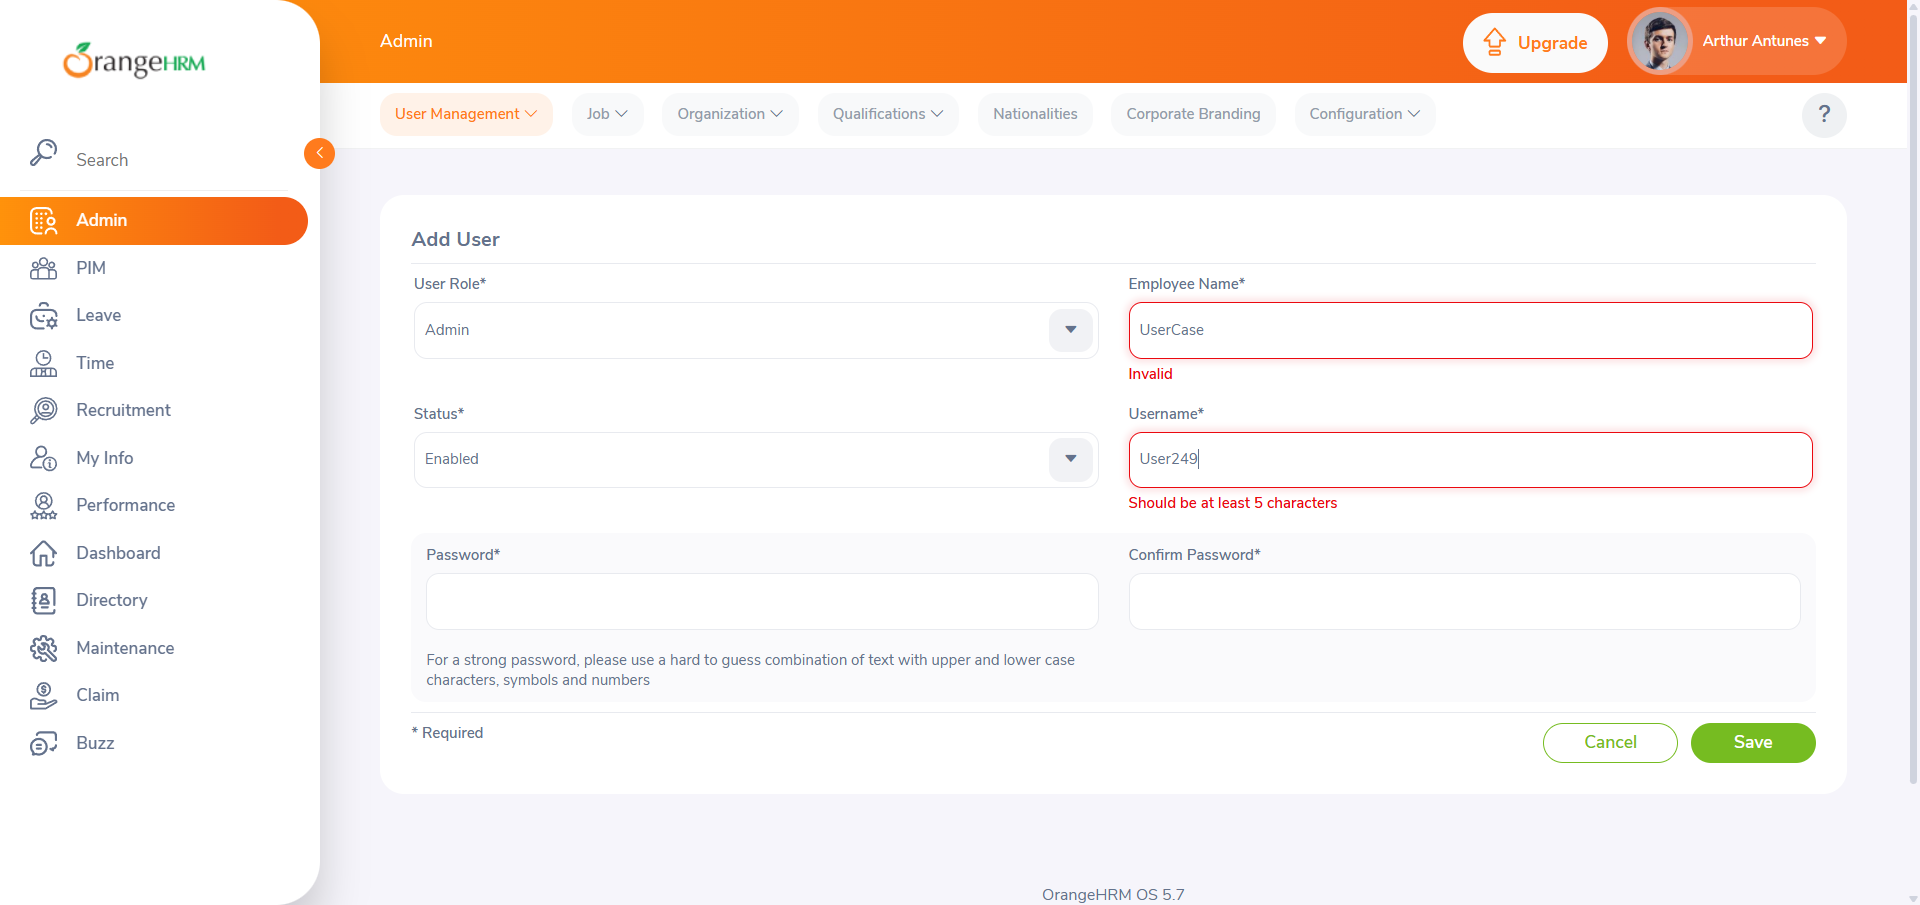 OrangeHRM
Search
Admin
PIM
Leave
Time
Recruitment
My Info
Performance
Dashboard
Directory
Maintenance
Claim
Buzz
Admin
Upgrade
Arthur Antunes
User Management
Job
Organization
Qualifications
Nationalities
Corporate Branding
Configuration
?
Add User
User Role*
Admin
Employee Name*
UserCase
Invalid
Status*
Enabled
Username*
User249
Should be at least 5 characters
Password*
Confirm Password*
For a strong password, please use a hard to guess combination of text with upper and lower case
characters, symbols and numbers
* Required
Cancel
Save
OrangeHRM OS 5.7